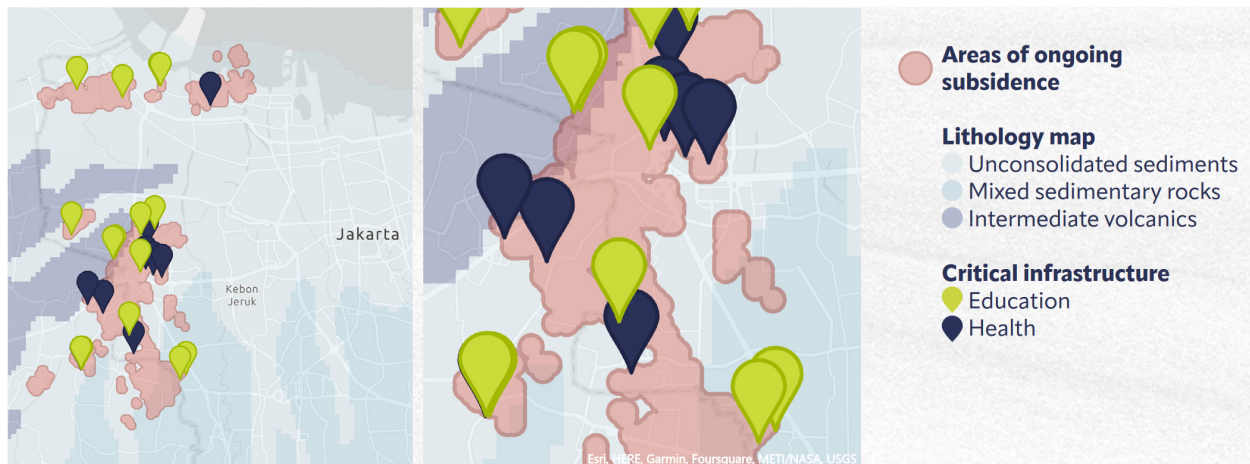 Jakarta
Kebon
Jeruk
Esri, HERE, Garmin, Foursquare, METI/NASA, USGS
Areas of ongoing
subsidence
Lithology map
Unconsolidated sediments
Mixed sedimentary rocks
Intermediate volcanics
Critical infrastructure
Education
Health